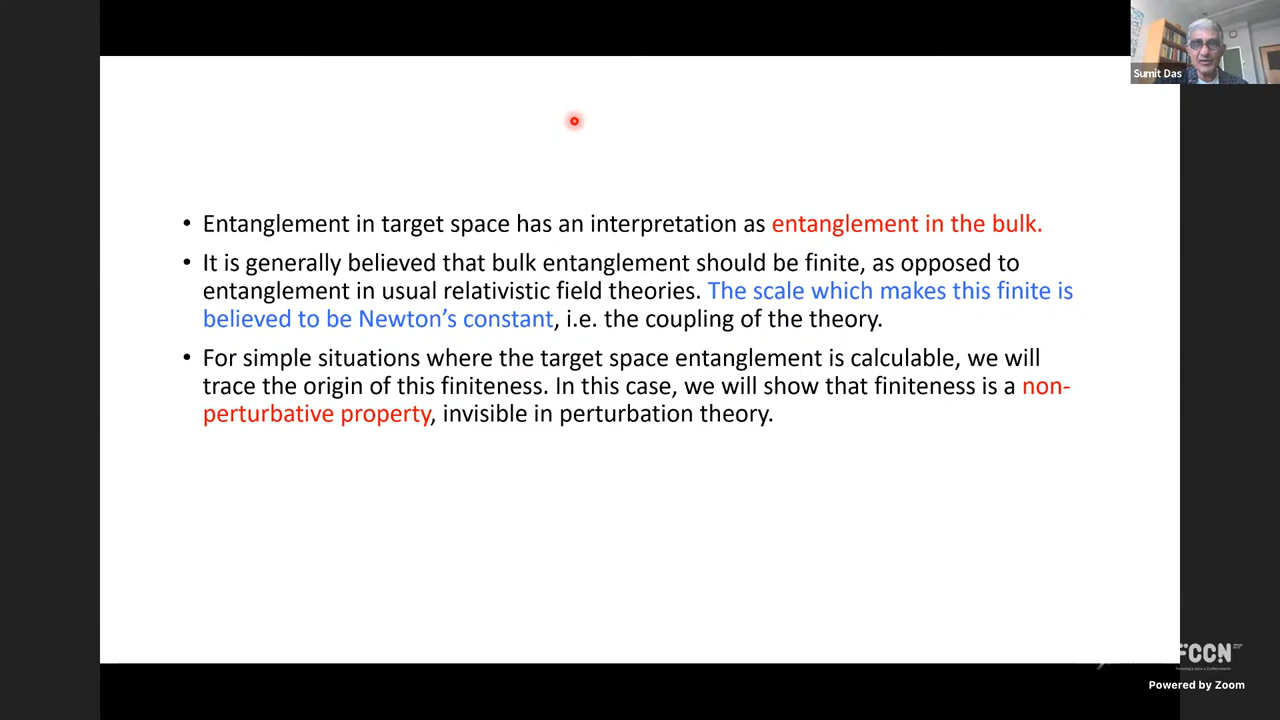 Sumit Das
• Entanglement in target space has an interpretation as entanglement in the bulk.
• It is generally believed that bulk entanglement should be finite, as opposed to
entanglement in usual relativistic field theories. The scale which makes this finite is
believed to be Newton’s constant, i.e. the coupling of the theory.
• For simple situations where the target space entanglement is calculable, we will
trace the origin of this finiteness. In this case, we will show that finiteness is a non-
perturbative property, invisible in perturbation theory.
FCCN
Powered by Zoom